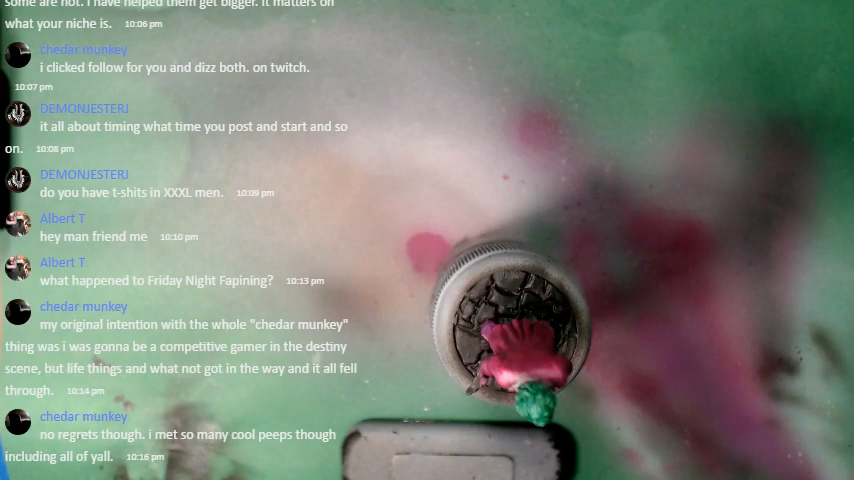 some are not. I have helped them get bigger. It matters on
what your niche is. 10:06 pm
chedar munkey
i clicked follow for you and dizz both. on twitch.
10:07 pm
DEMONJESTERJ
it all about timing what time you post and start and so
on. 10:08 pm
DEMONJESTERJ
do you have t-shits in XXXL men. 10:09 pm
Albert T
hey man friend me 10:10 pm
Albert T
what happened to Friday Night Fapining? 10:13 pm
chedar munkey
my original intention with the whole "chedar munkey"
thing was i was gonna be a competitive gamer in the destiny
scene, but life things and what not got in the way and it all fell
through. 10:14 pm
chedar munkey
no regrets though. i met so many cool peeps though
including all of yall. 10:16 pm